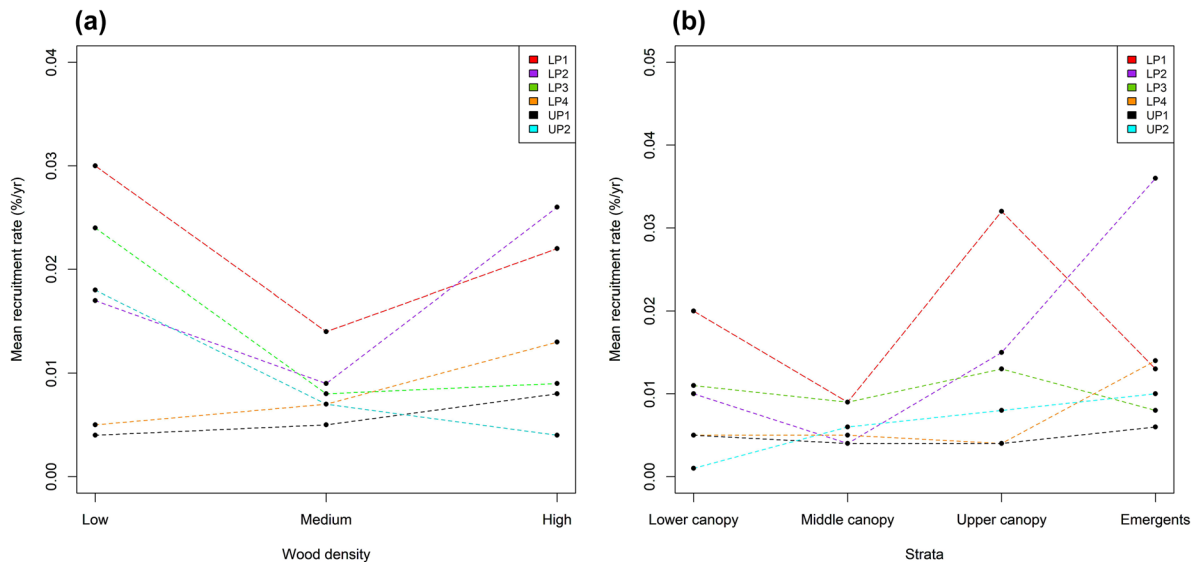 (a)
Mean recruitment rate (%/yr)
0.04
0.03
0.02
0.01
0.00
LP1
LP2
LP3
LP4
UP1
UP2
Low
Medium
High
Wood density
(b)
Mean recruitment rate (%/yr)
0.05
0.04
0.03
0.02
0.01
0.00
LP1
LP2
LP3
LP4
UP1
UP2
Lower canopy
Middle canopy
Upper canopy
Emergents
Strata